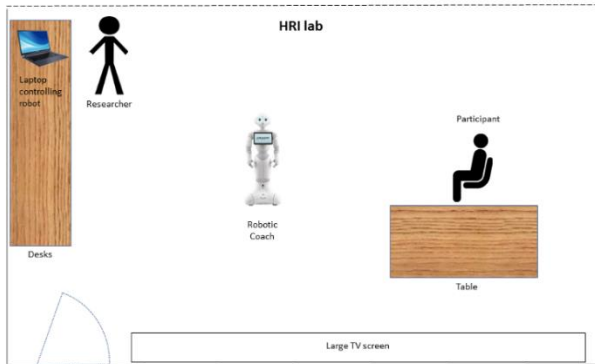 HRI lab
Laptop
controlling
robot
Researcher
Participant
Robotic
Coach
Desks
Table
Large TV screen